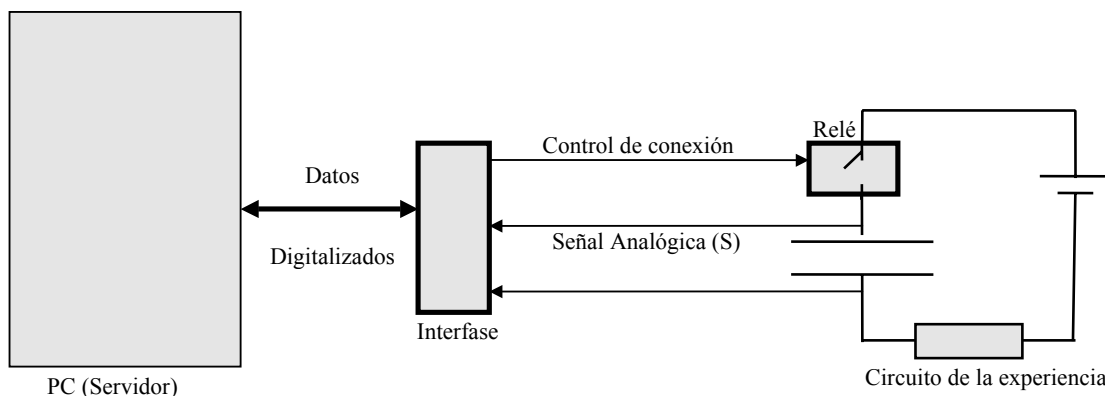 Relé
Control de conexión
Datos
Señal Analógica (S)
Digitalizados
Interfase
PC (Servidor)
Circuito de la experiencia